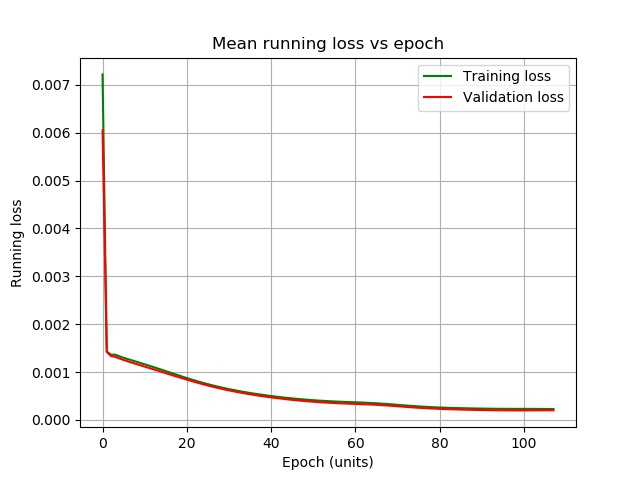 Mean running loss vs epoch
Training loss
Validation loss
0.007
0.006
0.005
0.004
0.003
0.002
0.001
0.000
Running loss
0 20 40 60 80 100
Epoch (units)